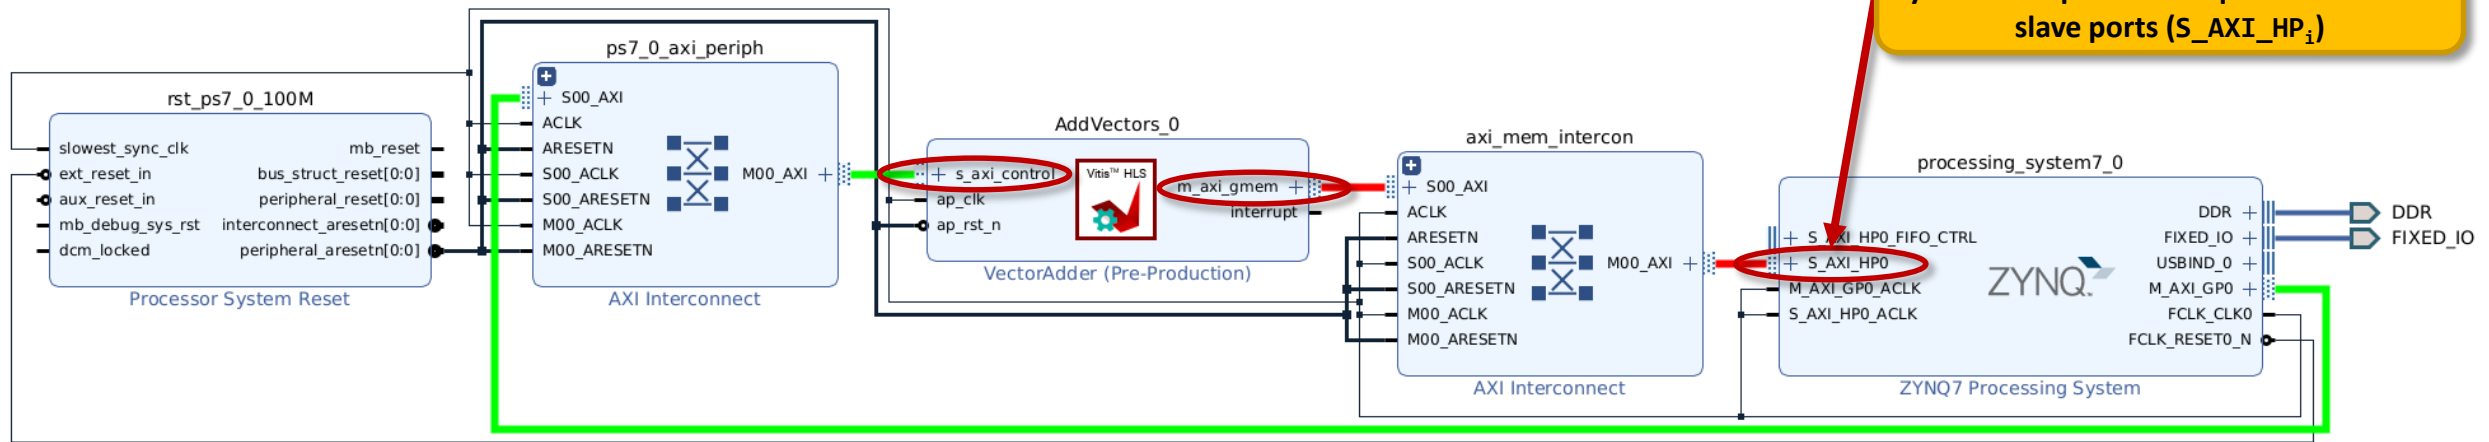 slave ports (S_AXI_HPi)
ps7_0_axi_periph
rst_ps7_0_100M
S00_AXI
ACLK
ARESETN
S00_ACLK
S00_ARESETN
M00_ACLK
M00_ARESETN
M00_AXI
AXI Interconnect
slowest_sync_clk
ext_reset_in
aux_reset_in
mb_debug_sys_rst
dcm_locked
mb_reset
bus_struct_reset[0:0]
peripheral_reset[0:0]
interconnect_aresetn[0:0]
peripheral_aresetn[0:0]
Processor System Reset
AddVectors_0
s_axi_control
ap_clk
ap_rst_n
Vitis™ HLS
m_axi_gmem
interrupt
VectorAdder (Pre-Production)
axi_mem_intercon
S00_AXI
ACLK
ARESETN
S00_ACLK
S00_ARESETN
M00_ACLK
M00_ARESETN
M00_AXI
AXI Interconnect
processing_system7_0
S_AXI_HP0_FIFO_CTRL
S_AXI_HP0
M_AXI_GP0_ACLK
S_AXI_HP0_ACLK
ZYNQ
DDR
FIXED_IO
USBIND_0
M_AXI_GP0
FCLK_CLK0
FCLK_RESET0_N
ZYNQ7 Processing System
DDR
FIXED_IO